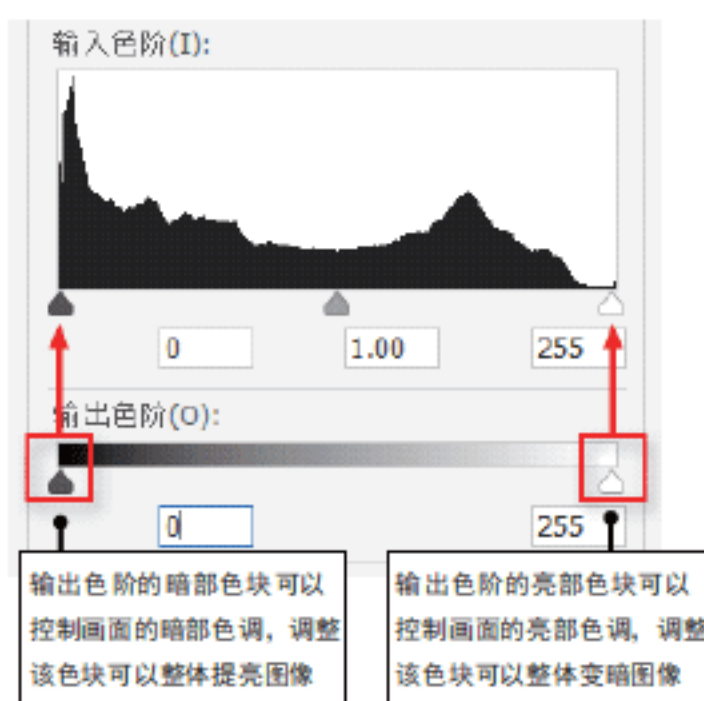 输入色阶(I):
0 1.00 255
输出色阶(O):
0 255
输出色阶的暗部色块可以
控制画面的暗部色调，调整
该色块可以整体提亮图像
输出色阶的亮部色块可以
控制画面的亮部色调，调整
该色块可以整体变暗图像